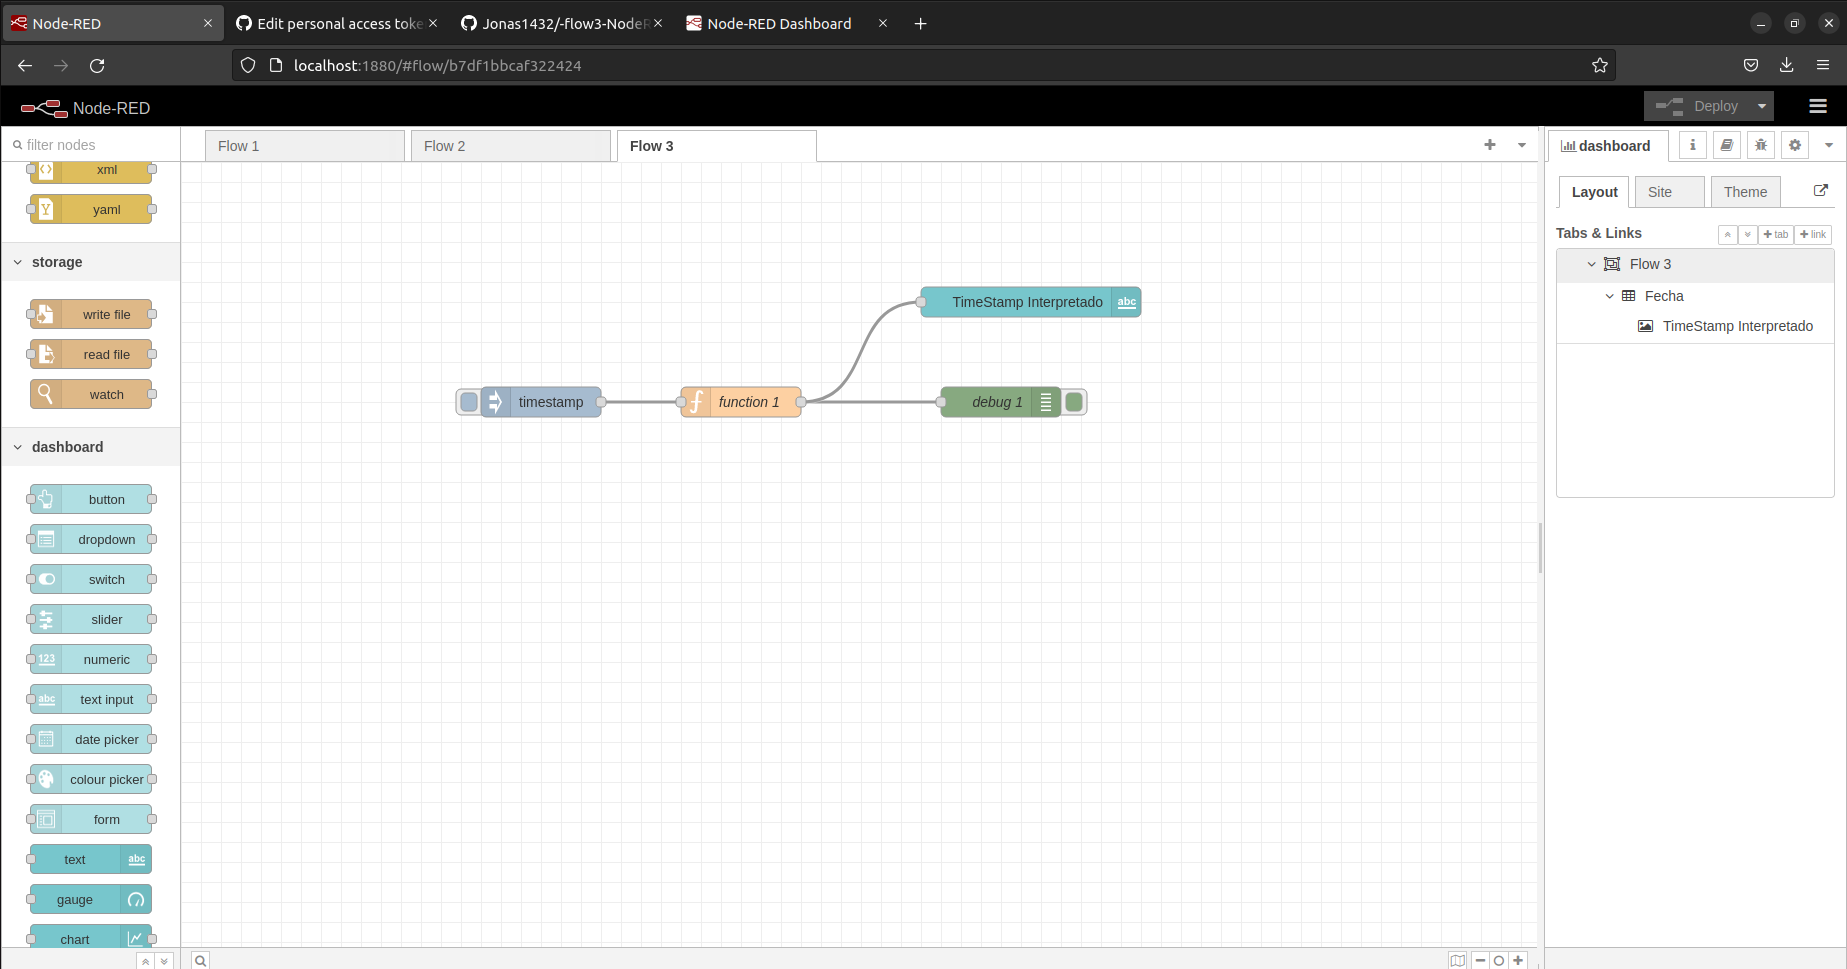 Node-RED
Edit personal access toke
Jonas1432/-flow3-NodeR
Node-RED Dashboard
localhost:1880/#flow/b7df1bbcaf322424
Node-RED
Deploy
filter nodes
Flow 1
Flow 2
Flow 3
dashboard
i
xml
yaml
Y
storage
write file
read file
watch
dashboard
button
dropdown
switch
slider
123
numeric
abc
text input
date picker
colour picker
form
text
abc
gauge
chart
timestamp
f
function 1
TimeStamp Interpretado
abc
debug 1
Layout
Site
Theme
Tabs & Links
+ tab
+ link
Flow 3
Fecha
TimeStamp Interpretado